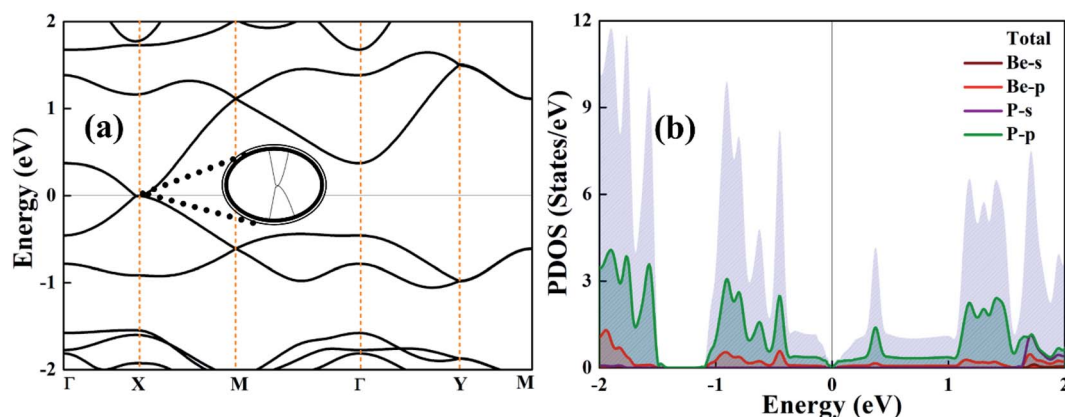 2
1
0
-1
-2
Energy (eV)
(a)
Γ
X
M
Γ
Y
M
12
9
6
3
0
PDOS (States/eV)
(b)
Total
Be-s
Be-p
P-s
P-p
-2
-1
0
1
2
Energy (eV)